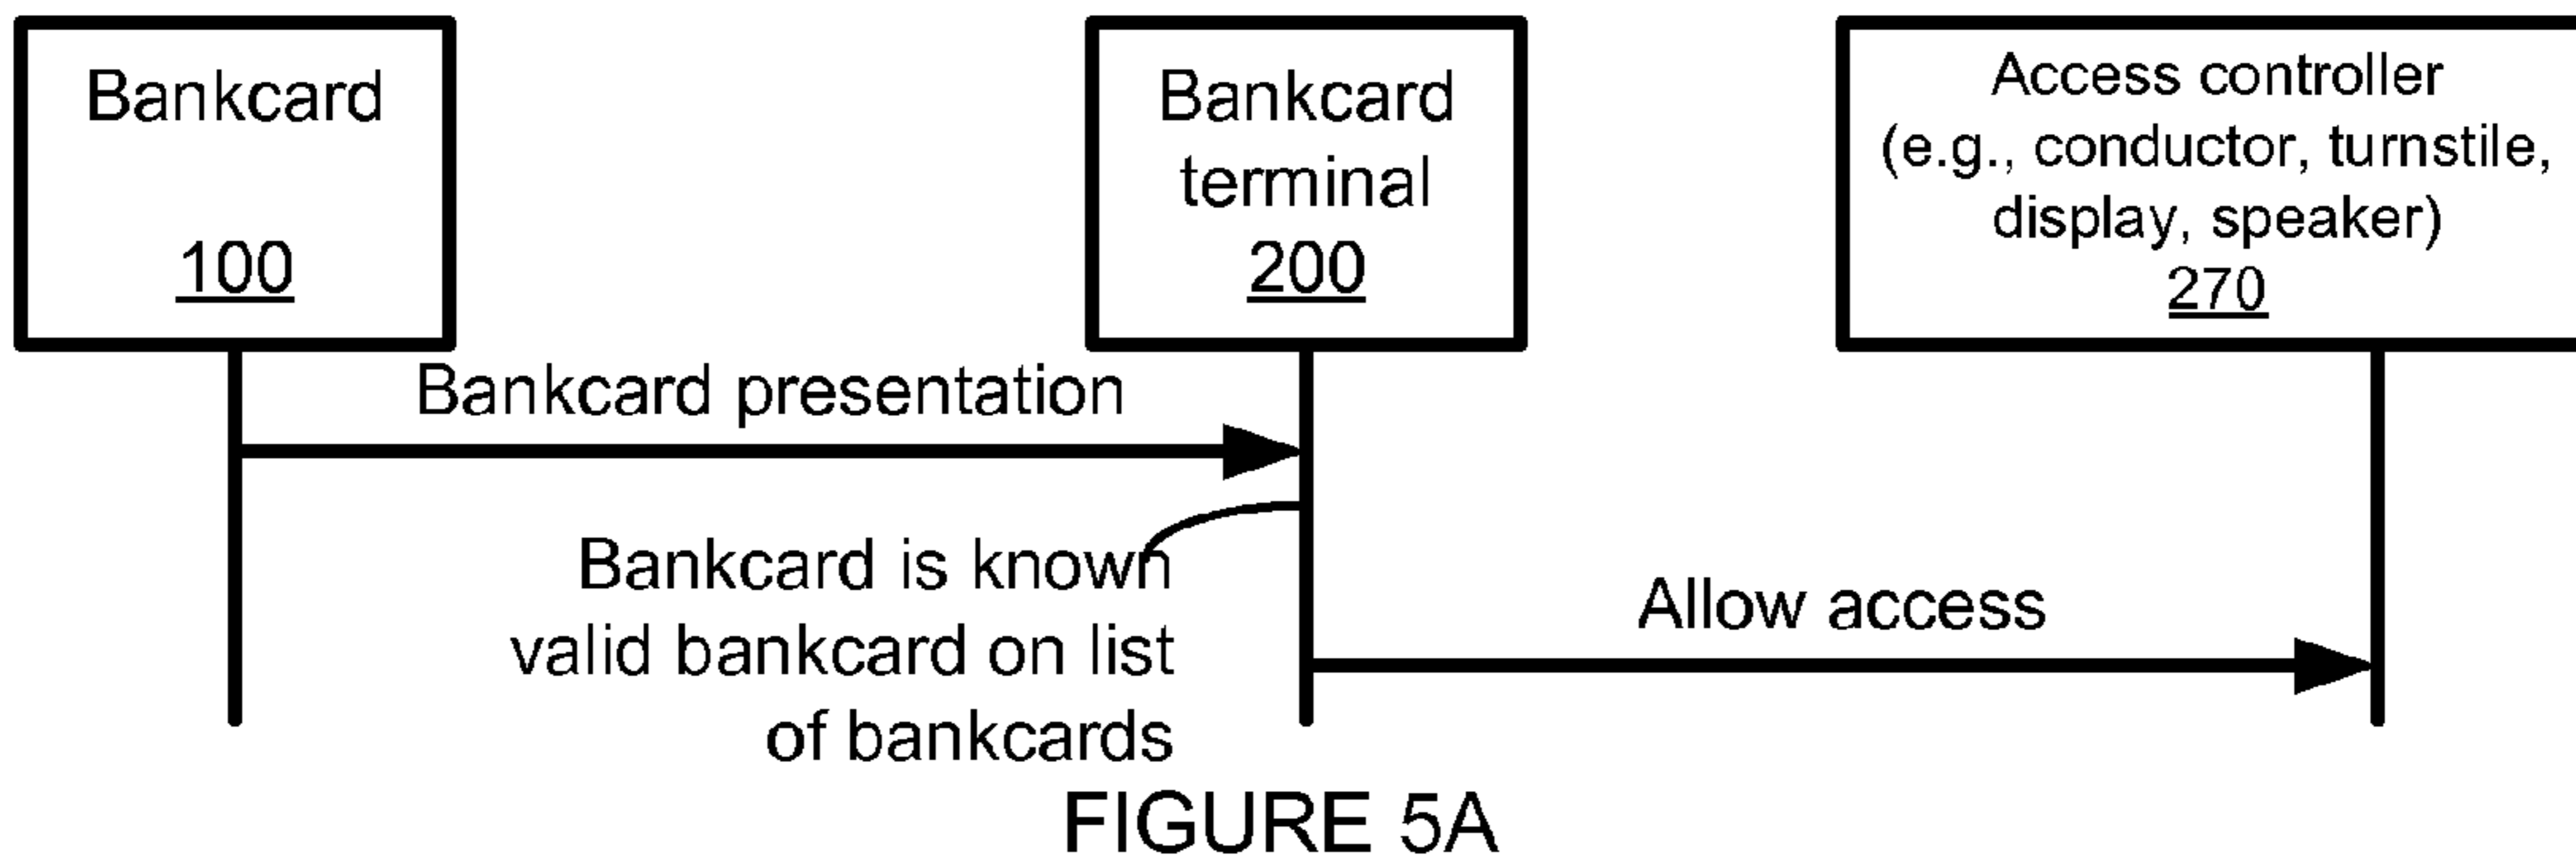 Bankcard
100
Bankcard
terminal
200
Access controller
(e.g., conductor, turnstile,
display, speaker)
270
Bankcard presentation
Bankcard is known
valid bankcard on list
of bankcards
Allow access
FIGURE 5A